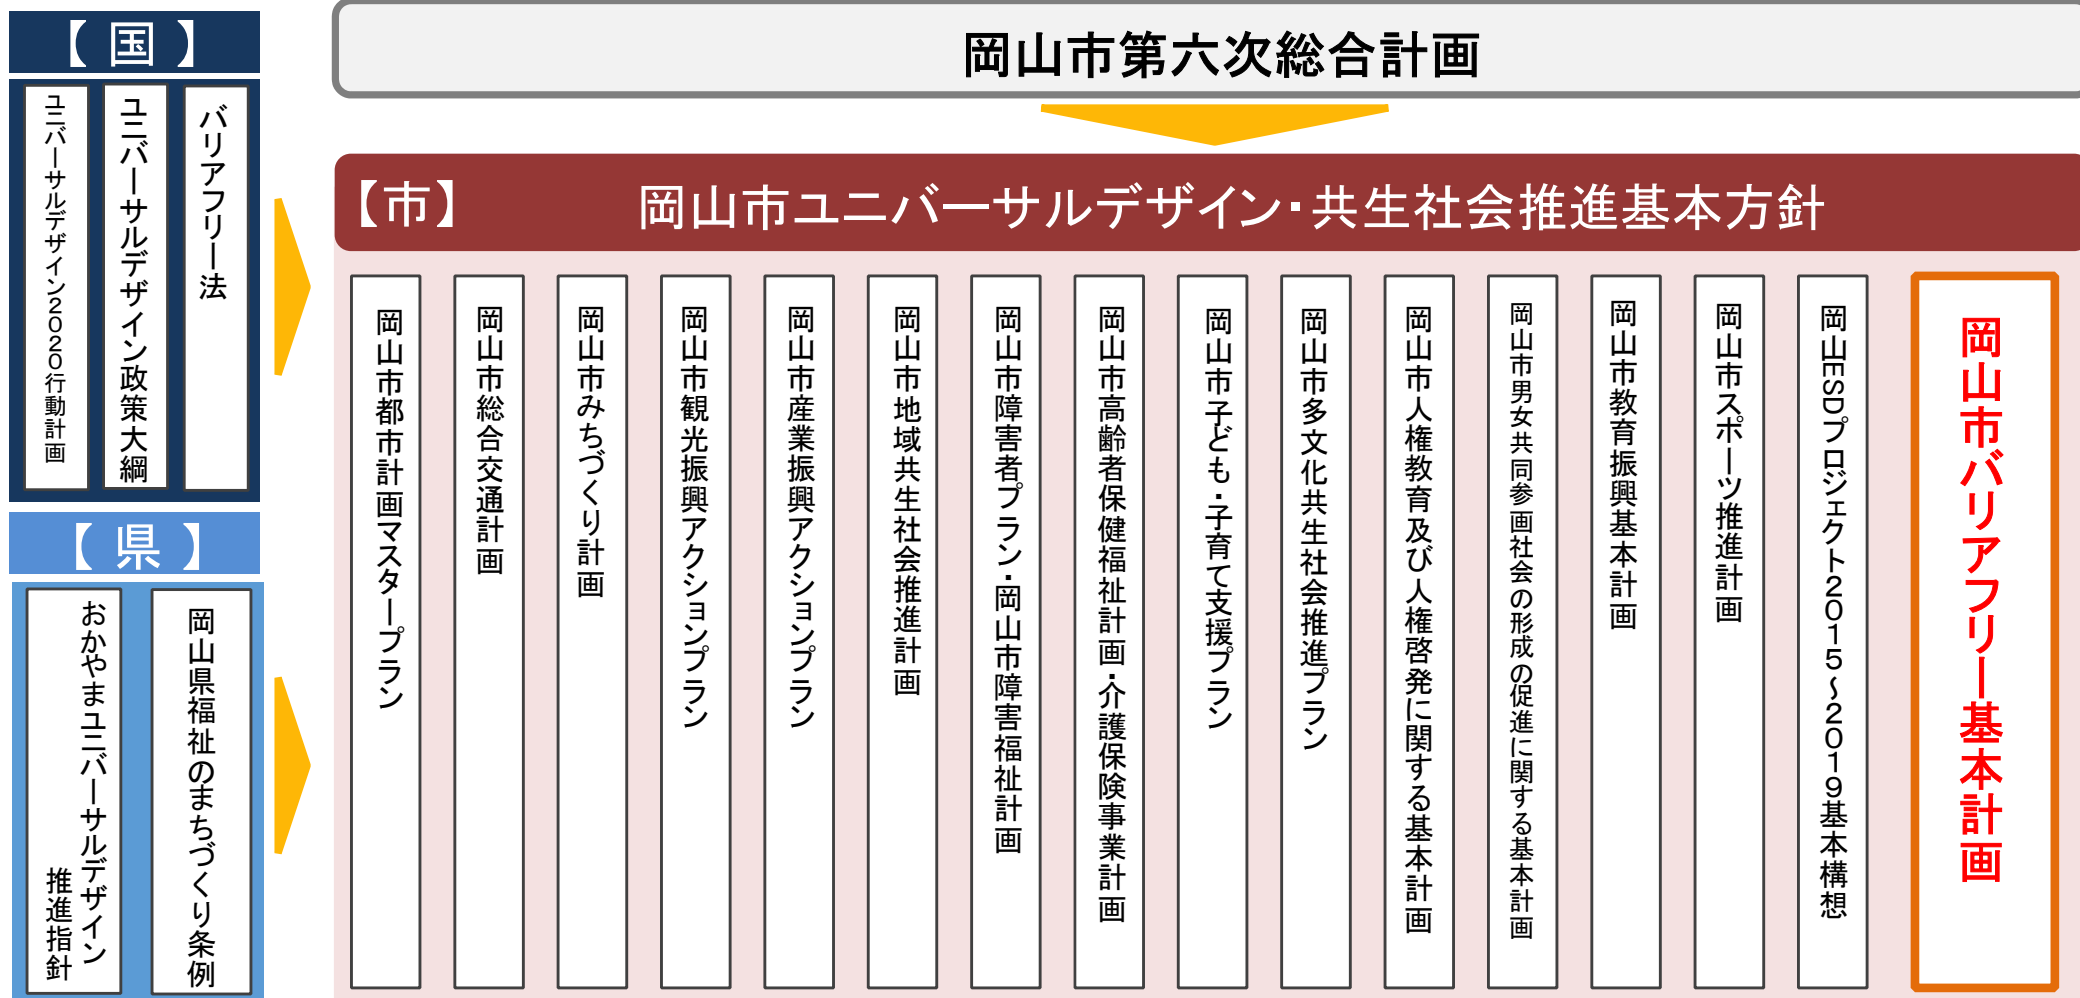 【 国 】
バリアフリー法
ユニバーサルデザイン政策大綱
ユニバーサルデザイン2020行動計画
【 県 】
岡山県福祉のまちづくり条例
おかやまユニバーサルデザイン
推進指針
岡山市第六次総合計画
【市】 岡山市ユニバーサルデザイン・共生社会推進基本方針
岡山市都市計画マスタープラン
岡山市総合交通計画
岡山市みちづくり計画
岡山市観光振興アクションプラン
岡山市産業振興アクションプラン
岡山市地域共生社会推進計画
岡山市障害者プラン・岡山市障害福祉計画
岡山市高齢者保健福祉計画・介護保険事業計画
岡山市子ども・子育て支援プラン
岡山市多文化共生社会推進プラン
岡山市人権教育及び人権啓発に関する基本計画
岡山市男女共同参画社会の形成の促進に関する基本計画
岡山市教育振興基本計画
岡山市スポーツ推進計画
岡山ESDプロジェクト2015~2019基本構想
岡山市バリアフリー基本計画